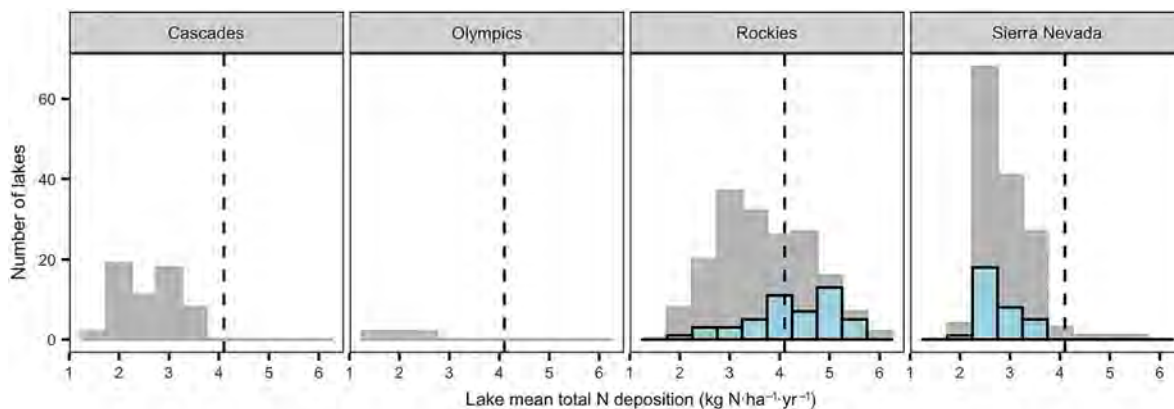 Cascades
Olympics
Rockies
Sierra Nevada
Number of lakes
60
40
20
0
1 2 3 4 5 6
1 2 3 4 5 6
1 2 3 4 5 6
1 2 3 4 5 6
Lake mean total N deposition (kg N·ha⁻¹·yr⁻¹)